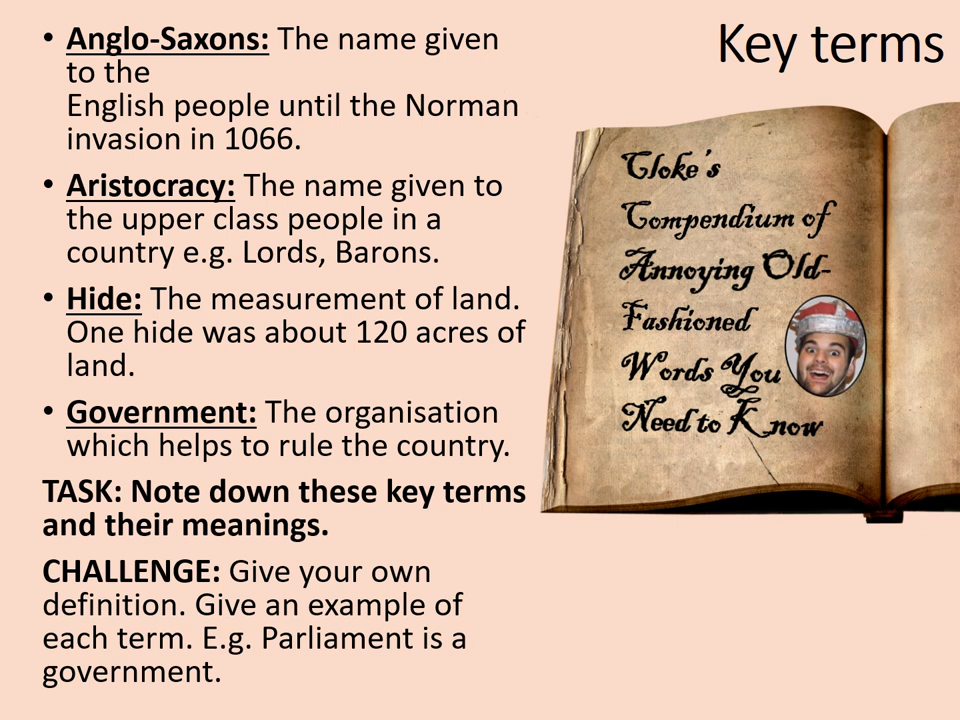 Key terms
• Anglo-Saxons: The name given
to the
English people until the Norman
invasion in 1066.
• Aristocracy: The name given to
the upper class people in a
country e.g. Lords, Barons.
• Hide: The measurement of land.
One hide was about 120 acres of
land.
• Government: The organisation
which helps to rule the country.
TASK: Note down these key terms
and their meanings.
CHALLENGE: Give your own
definition. Give an example of
each term. E.g. Parliament is a
government.
Cloke's
Compendium of
Annoying Old-
Fashioned
Words You
Need to Know